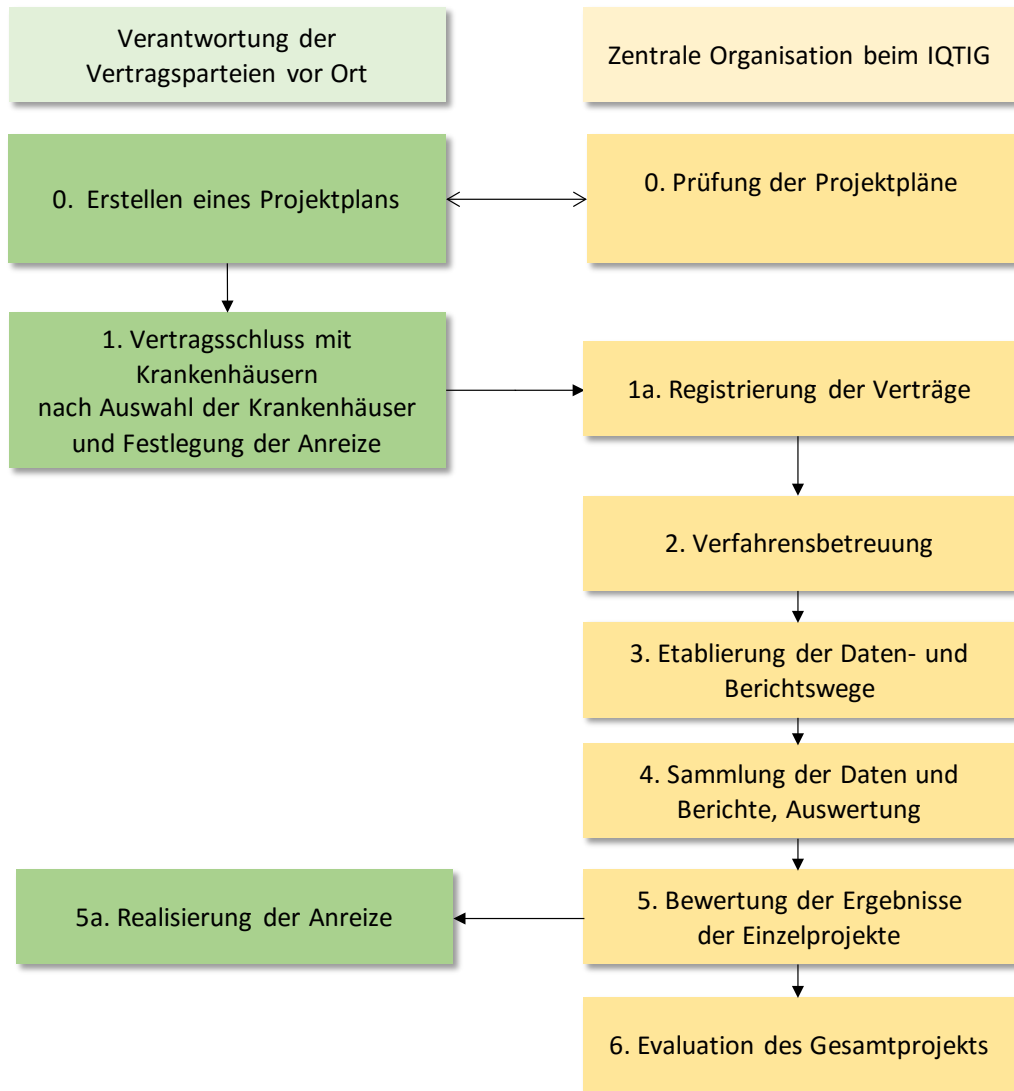 Verantwortung der
Vertragsparteien vor Ort
Zentrale Organisation beim IQTIG
0. Erstellen eines Projektplans
0. Prüfung der Projektpläne
1. Vertragsschluss mit
Krankenhäusern
nach Auswahl der Krankenhäuser
und Festlegung der Anreize
1a. Registrierung der Verträge
2. Verfahrensbetreuung
3. Etablierung der Daten- und
Berichtswege
4. Sammlung der Daten und
Berichte, Auswertung
5a. Realisierung der Anreize
5. Bewertung der Ergebnisse
der Einzelprojekte
6. Evaluation des Gesamtprojekts